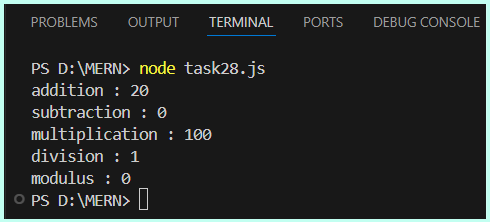 PROBLEMS OUTPUT TERMINAL PORTS DEBUG CONSOLE
PS D:\MERN> node task28.js
addition : 20
subtraction : 0
multiplication : 100
division : 1
modulus : 0
PS D:\MERN>